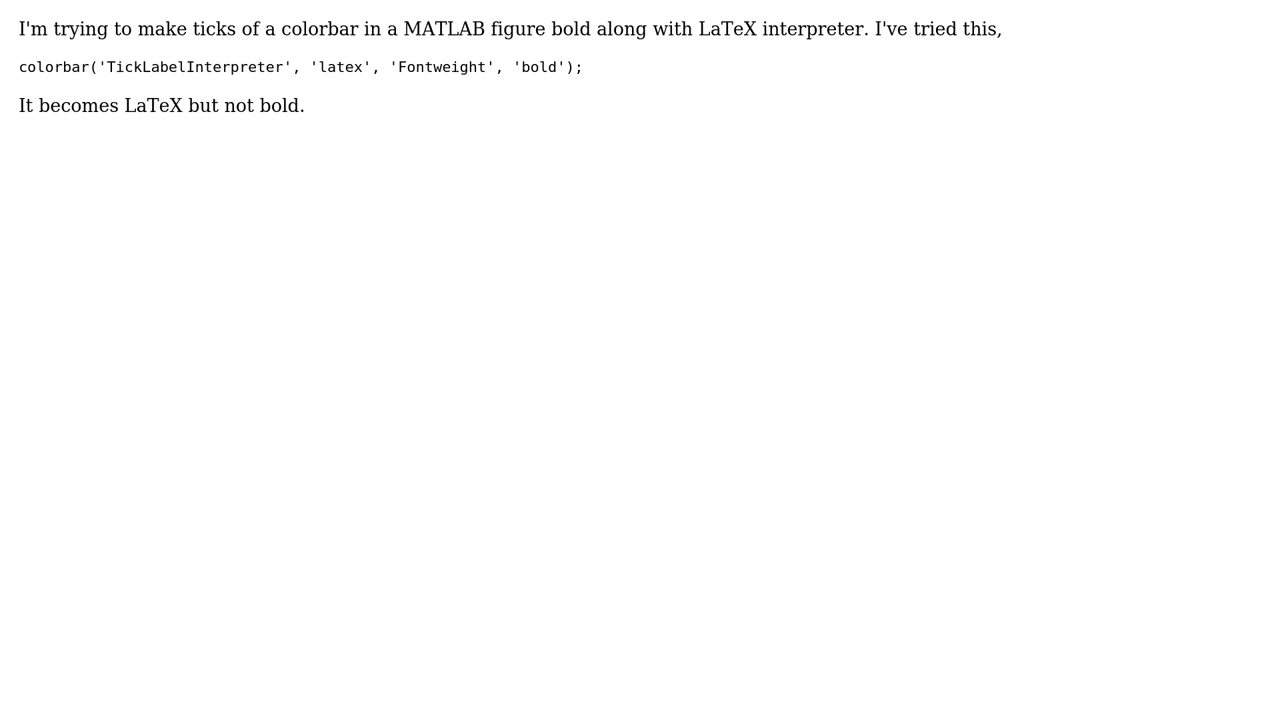 I'm trying to make ticks of a colorbar in a MATLAB figure bold along with LaTeX interpreter. I've tried this,
colorbar('TickLabelInterpreter', 'latex', 'Fontweight', 'bold');
It becomes LaTeX but not bold.